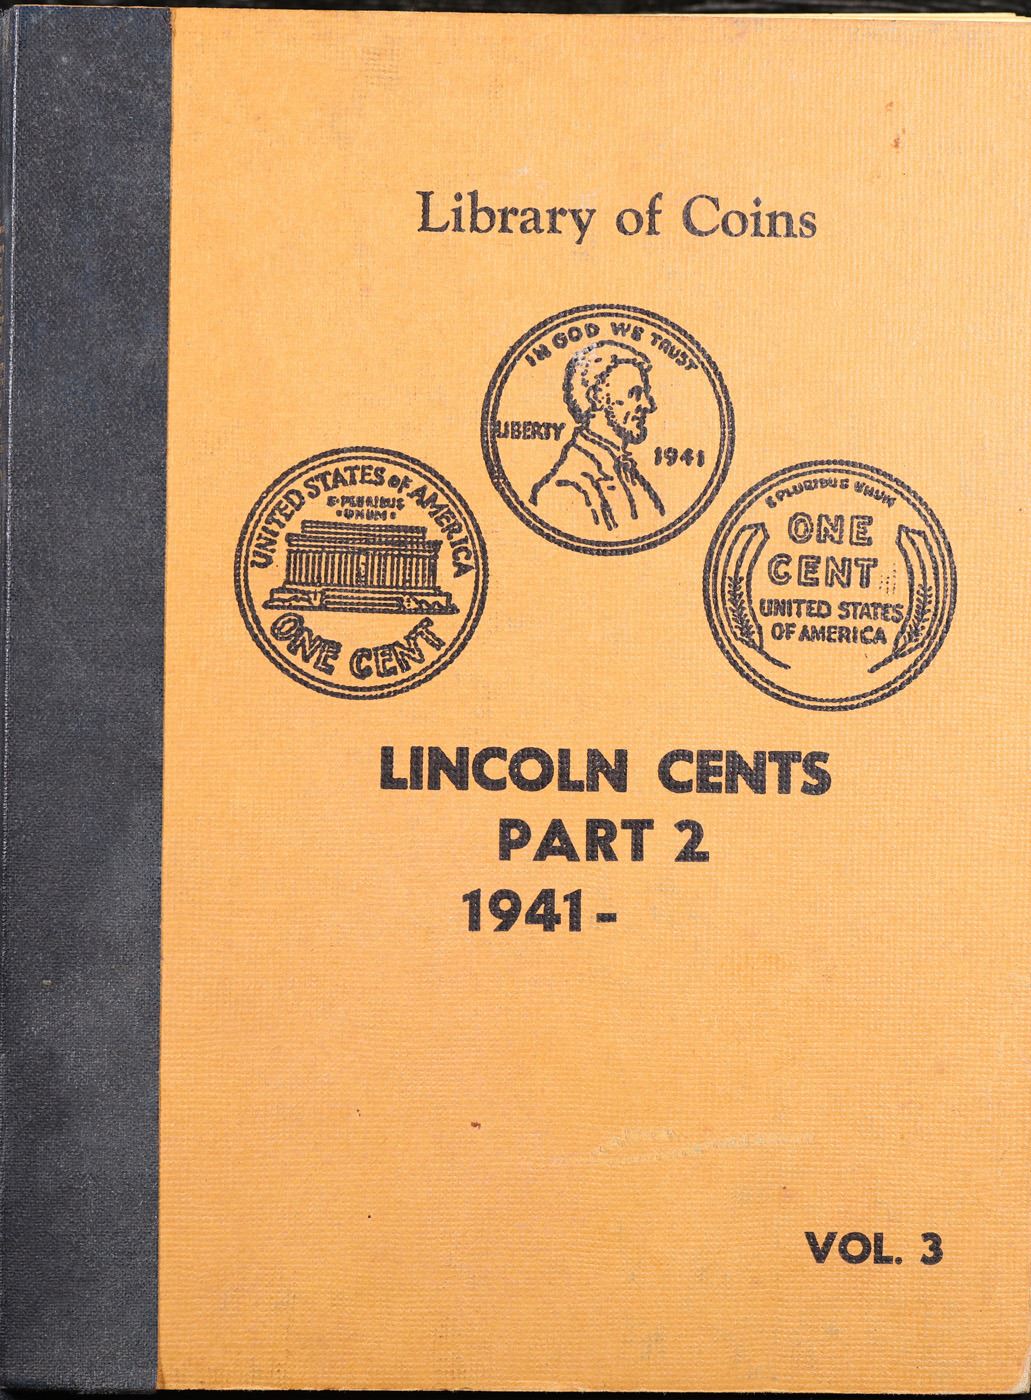 Library of Coins
IN GOD WE TRUST
LIBERTY
1941
UNITED STATES OF AMERICA
E·PLURIBUS
·UNUM·
ONE CENT
E PLURIBUS UNUM
ONE
CENT
UNITED STATES
OF AMERICA
LINCOLN CENTS
PART 2
1941-
VOL. 3